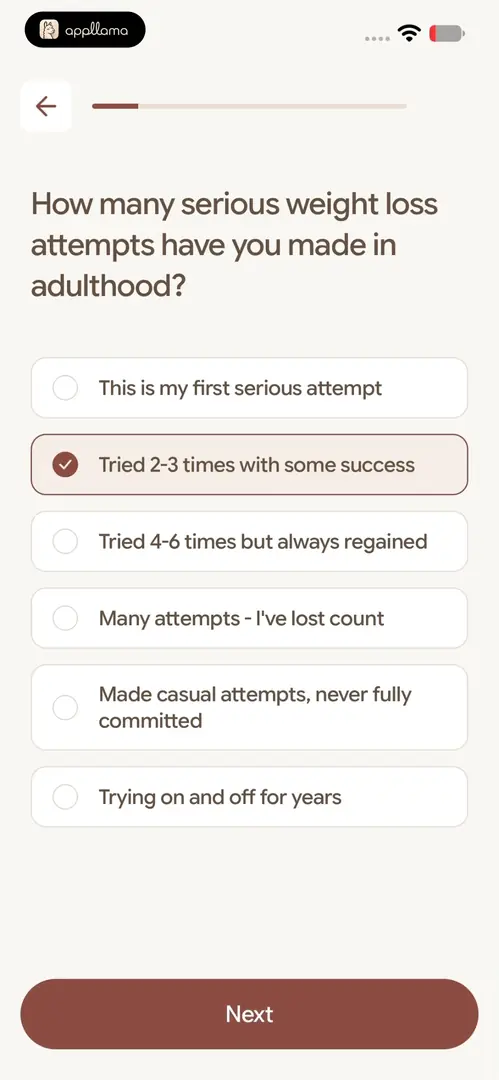 appllama
How many serious weight loss
attempts have you made in
adulthood?
This is my first serious attempt
Tried 2-3 times with some success
Tried 4-6 times but always regained
Many attempts - I've lost count
Made casual attempts, never fully
committed
Trying on and off for years
Next